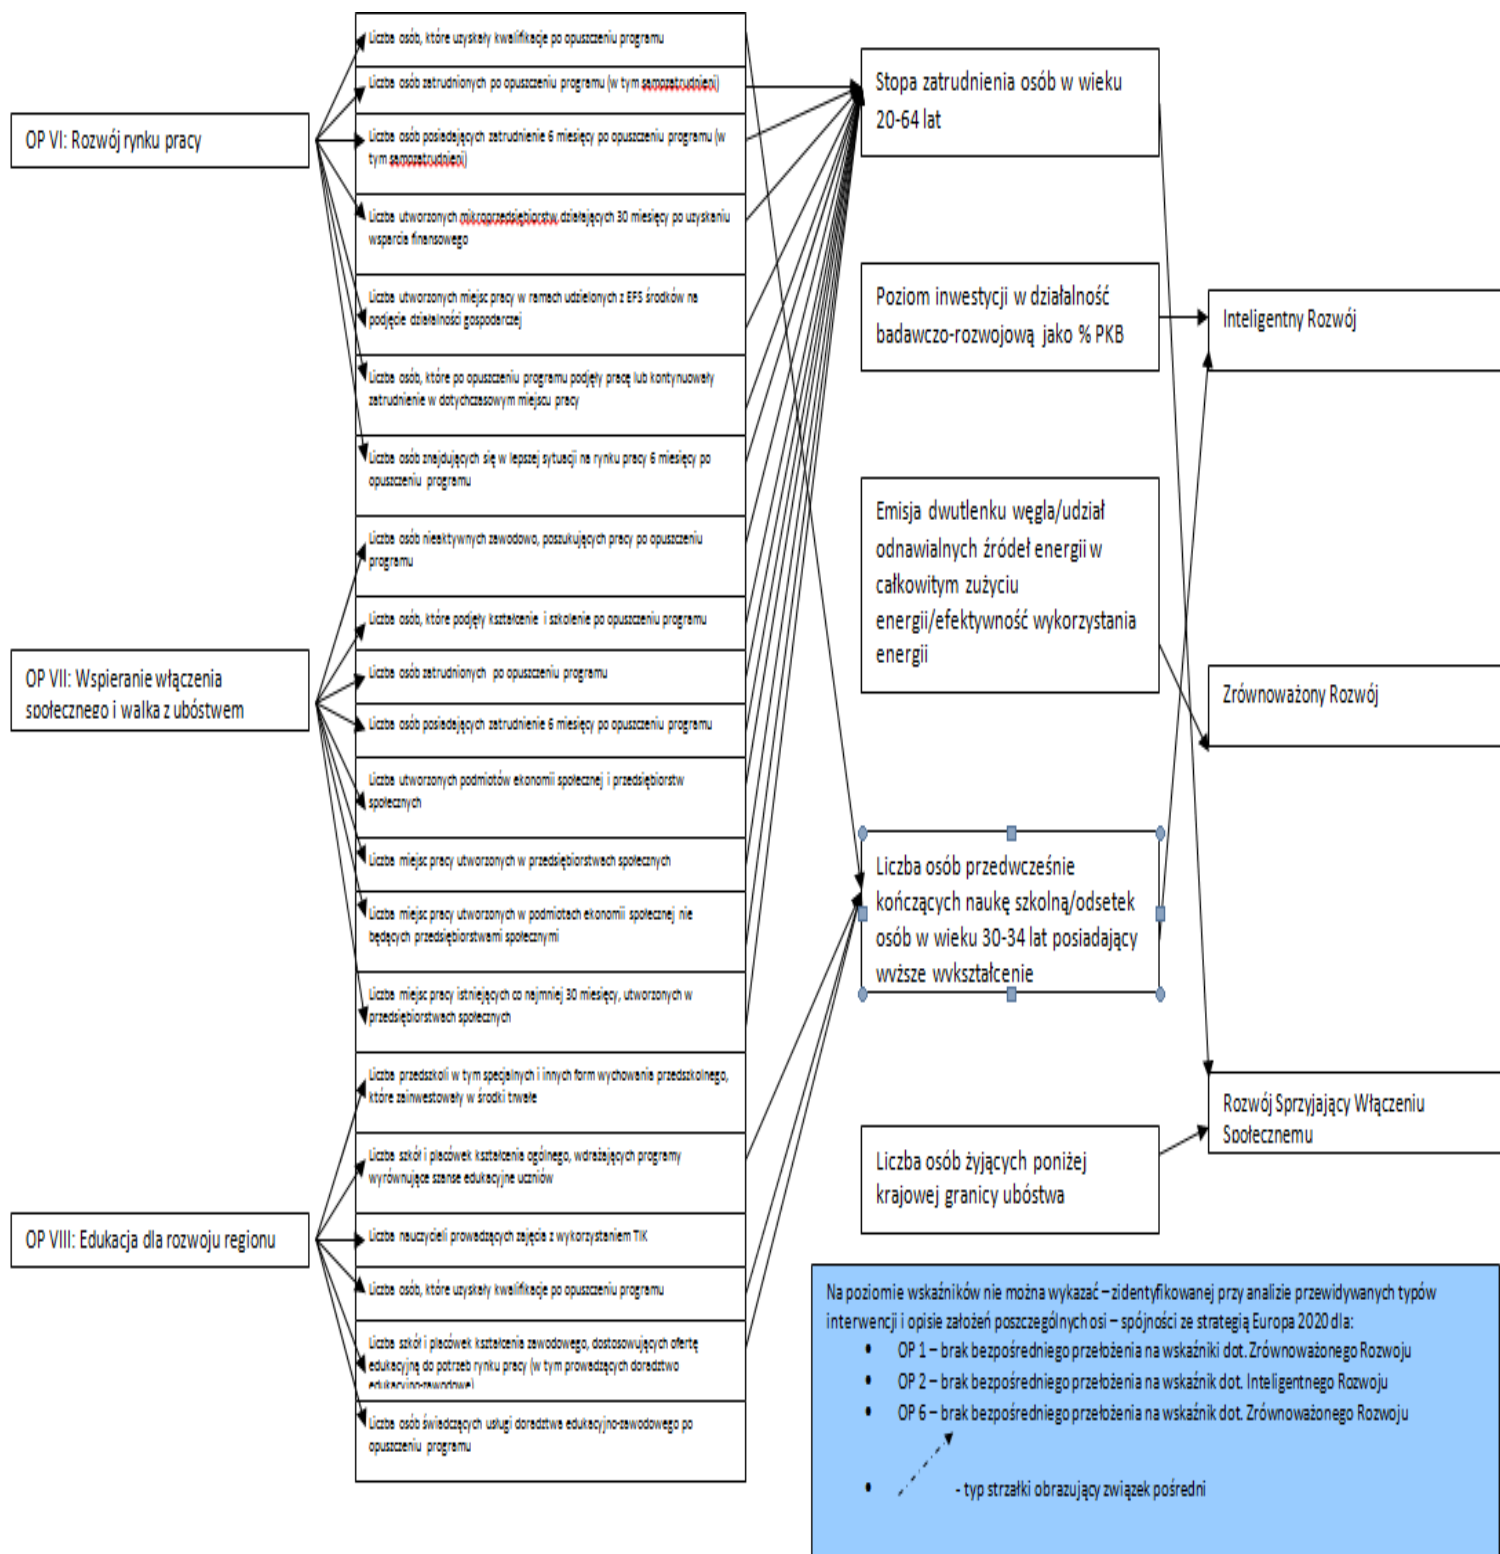 OP VI: Rozwój rynku pracy
OP VII: Wspieranie włączenia
społecznego i walka z ubóstwem
OP VIII: Edukacja dla rozwoju regionu
Liczba osób, które uzyskały kwalifikacje po opuszczeniu programu
Liczba osób zatrudnionych po opuszczeniu programu (w tym samozatrudnieni)
Liczba osób posiadających zatrudnienie 6 miesięcy po opuszczeniu programu (w
tym samozatrudnieni)
Liczba utworzonych mikroprzedsiębiorstw działających 30 miesięcy po uzyskaniu
wsparcia finansowego
Liczba utworzonych miejsc pracy w ramach udzielonych z EFS środków na
podjęcie działalności gospodarczej
Liczba osób, które po opuszczeniu programu podjęły pracę lub kontynuowały
zatrudnienie w dotychczasowym miejscu pracy
Liczba osób znajdujących się w lepszej sytuacji na rynku pracy 6 miesięcy po
opuszczeniu programu
Liczba osób nieaktywnych zawodowo, poszukujących pracy po opuszczeniu
programu
Liczba osób, które podjęły kształcenie i szkolenie po opuszczeniu programu
Liczba osób zatrudnionych po opuszczeniu programu
Liczba osób posiadających zatrudnienie 6 miesięcy po opuszczeniu programu
Liczba utworzonych podmiotów ekonomii społecznej i przedsiębiorstw
społecznych
Liczba miejsc pracy utworzonych w przedsiębiorstwach społecznych
Liczba miejsc pracy utworzonych w podmiotach ekonomii społecznej nie
będących przedsiębiorstwami społecznymi
Liczba miejsc pracy istniejących co najmniej 30 miesięcy, utworzonych w
przedsiębiorstwach społecznych
Liczba przedszkoli w tym specjalnych i innych form wychowania przedszkolnego,
które zainwestowały w środki trwałe
Liczba szkół i placówek kształcenia ogólnego, wdrażających programy
wyrównujące szanse edukacyjne uczniów
Liczba nauczycieli prowadzących zajęcia z wykorzystaniem TIK
Liczba osób, które uzyskały kwalifikacje po opuszczeniu programu
Liczba szkół i placówek kształcenia zawodowego, dostosowujących ofertę
edukacyjną do potrzeb rynku pracy (w tym prowadzących doradztwo
edukacyjno-zawodowe)
Liczba osób świadczących usługi doradztwa edukacyjno-zawodowego po
opuszczeniu programu
Stopa zatrudnienia osób w wieku
20-64 lat
Poziom inwestycji w działalność
badawczo-rozwojową jako % PKB
Emisja dwutlenku węgla/udział
odnawialnych źródeł energii w
całkowitym zużyciu
energii/efektywność wykorzystania
energii
Liczba osób przedwcześnie
kończących naukę szkolną/odsetek
osób w wieku 30-34 lat posiadający
wyższe wykształcenie
Liczba osób żyjących poniżej
krajowej granicy ubóstwa
Inteligentny Rozwój
Zrównoważony Rozwój
Rozwój Sprzyjający Włączeniu
Społecznemu
Na poziomie wskaźników nie można wykazać – zidentyfikowanej przy analizie przewidywanych typów
interwencji i opisie założeń poszczególnych osi – spójności ze strategią Europa 2020 dla:
• OP 1 – brak bezpośredniego przełożenia na wskaźniki dot. Zrównoważonego Rozwoju
• OP 2 – brak bezpośredniego przełożenia na wskaźnik dot. Inteligentnego Rozwoju
• OP 6 – brak bezpośredniego przełożenia na wskaźnik dot. Zrównoważonego Rozwoju
• - typ strzałki obrazujący związek pośredni